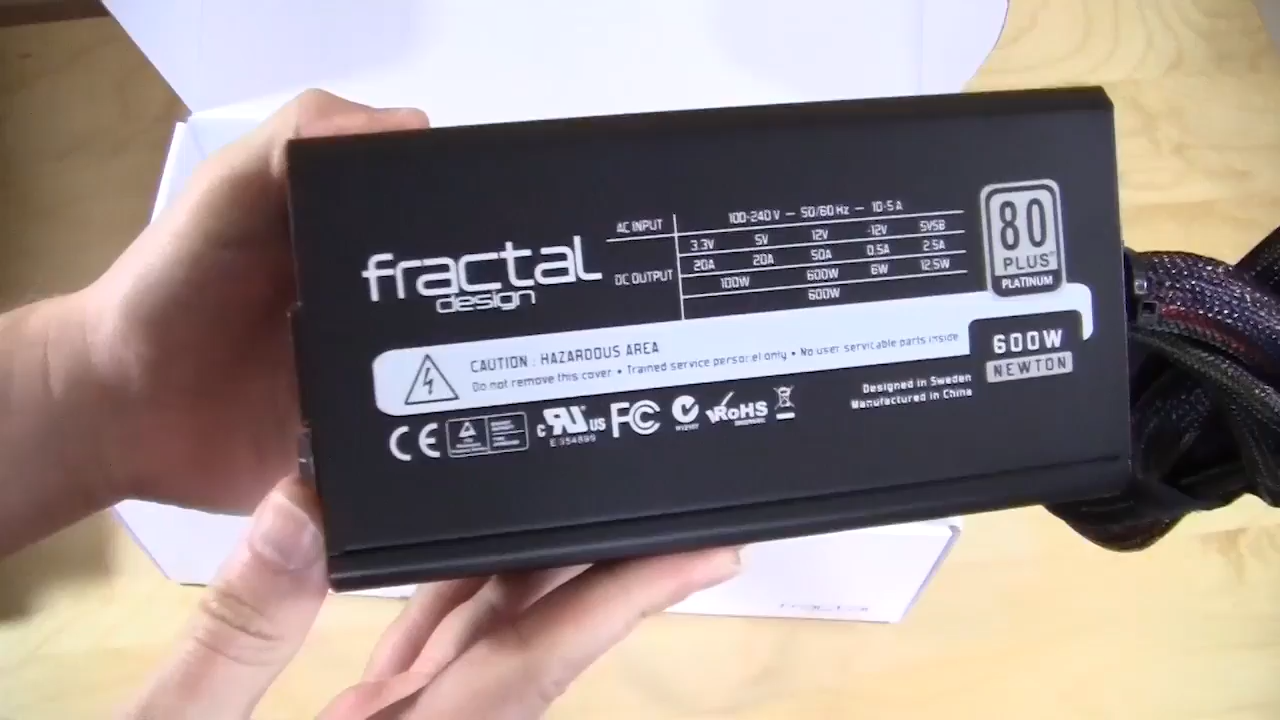 fractal
design
AC INPUT 100-240 V — 50/60 Hz — 10-5 A
DC OUTPUT
3.3V 5V 12V -12V 5VSB
20A 20A 50A 0.5A 2.5A
100W 600W 6W 12.5W
600W
80
PLUS
PLATINUM
CAUTION : HAZARDOUS AREA
Do not remove this cover • Trained service personel only • No user servicable parts inside
600W
NEWTON
Designed in Sweden
Manufactured in China
CE
c RU US
E 354899
FC
RoHS